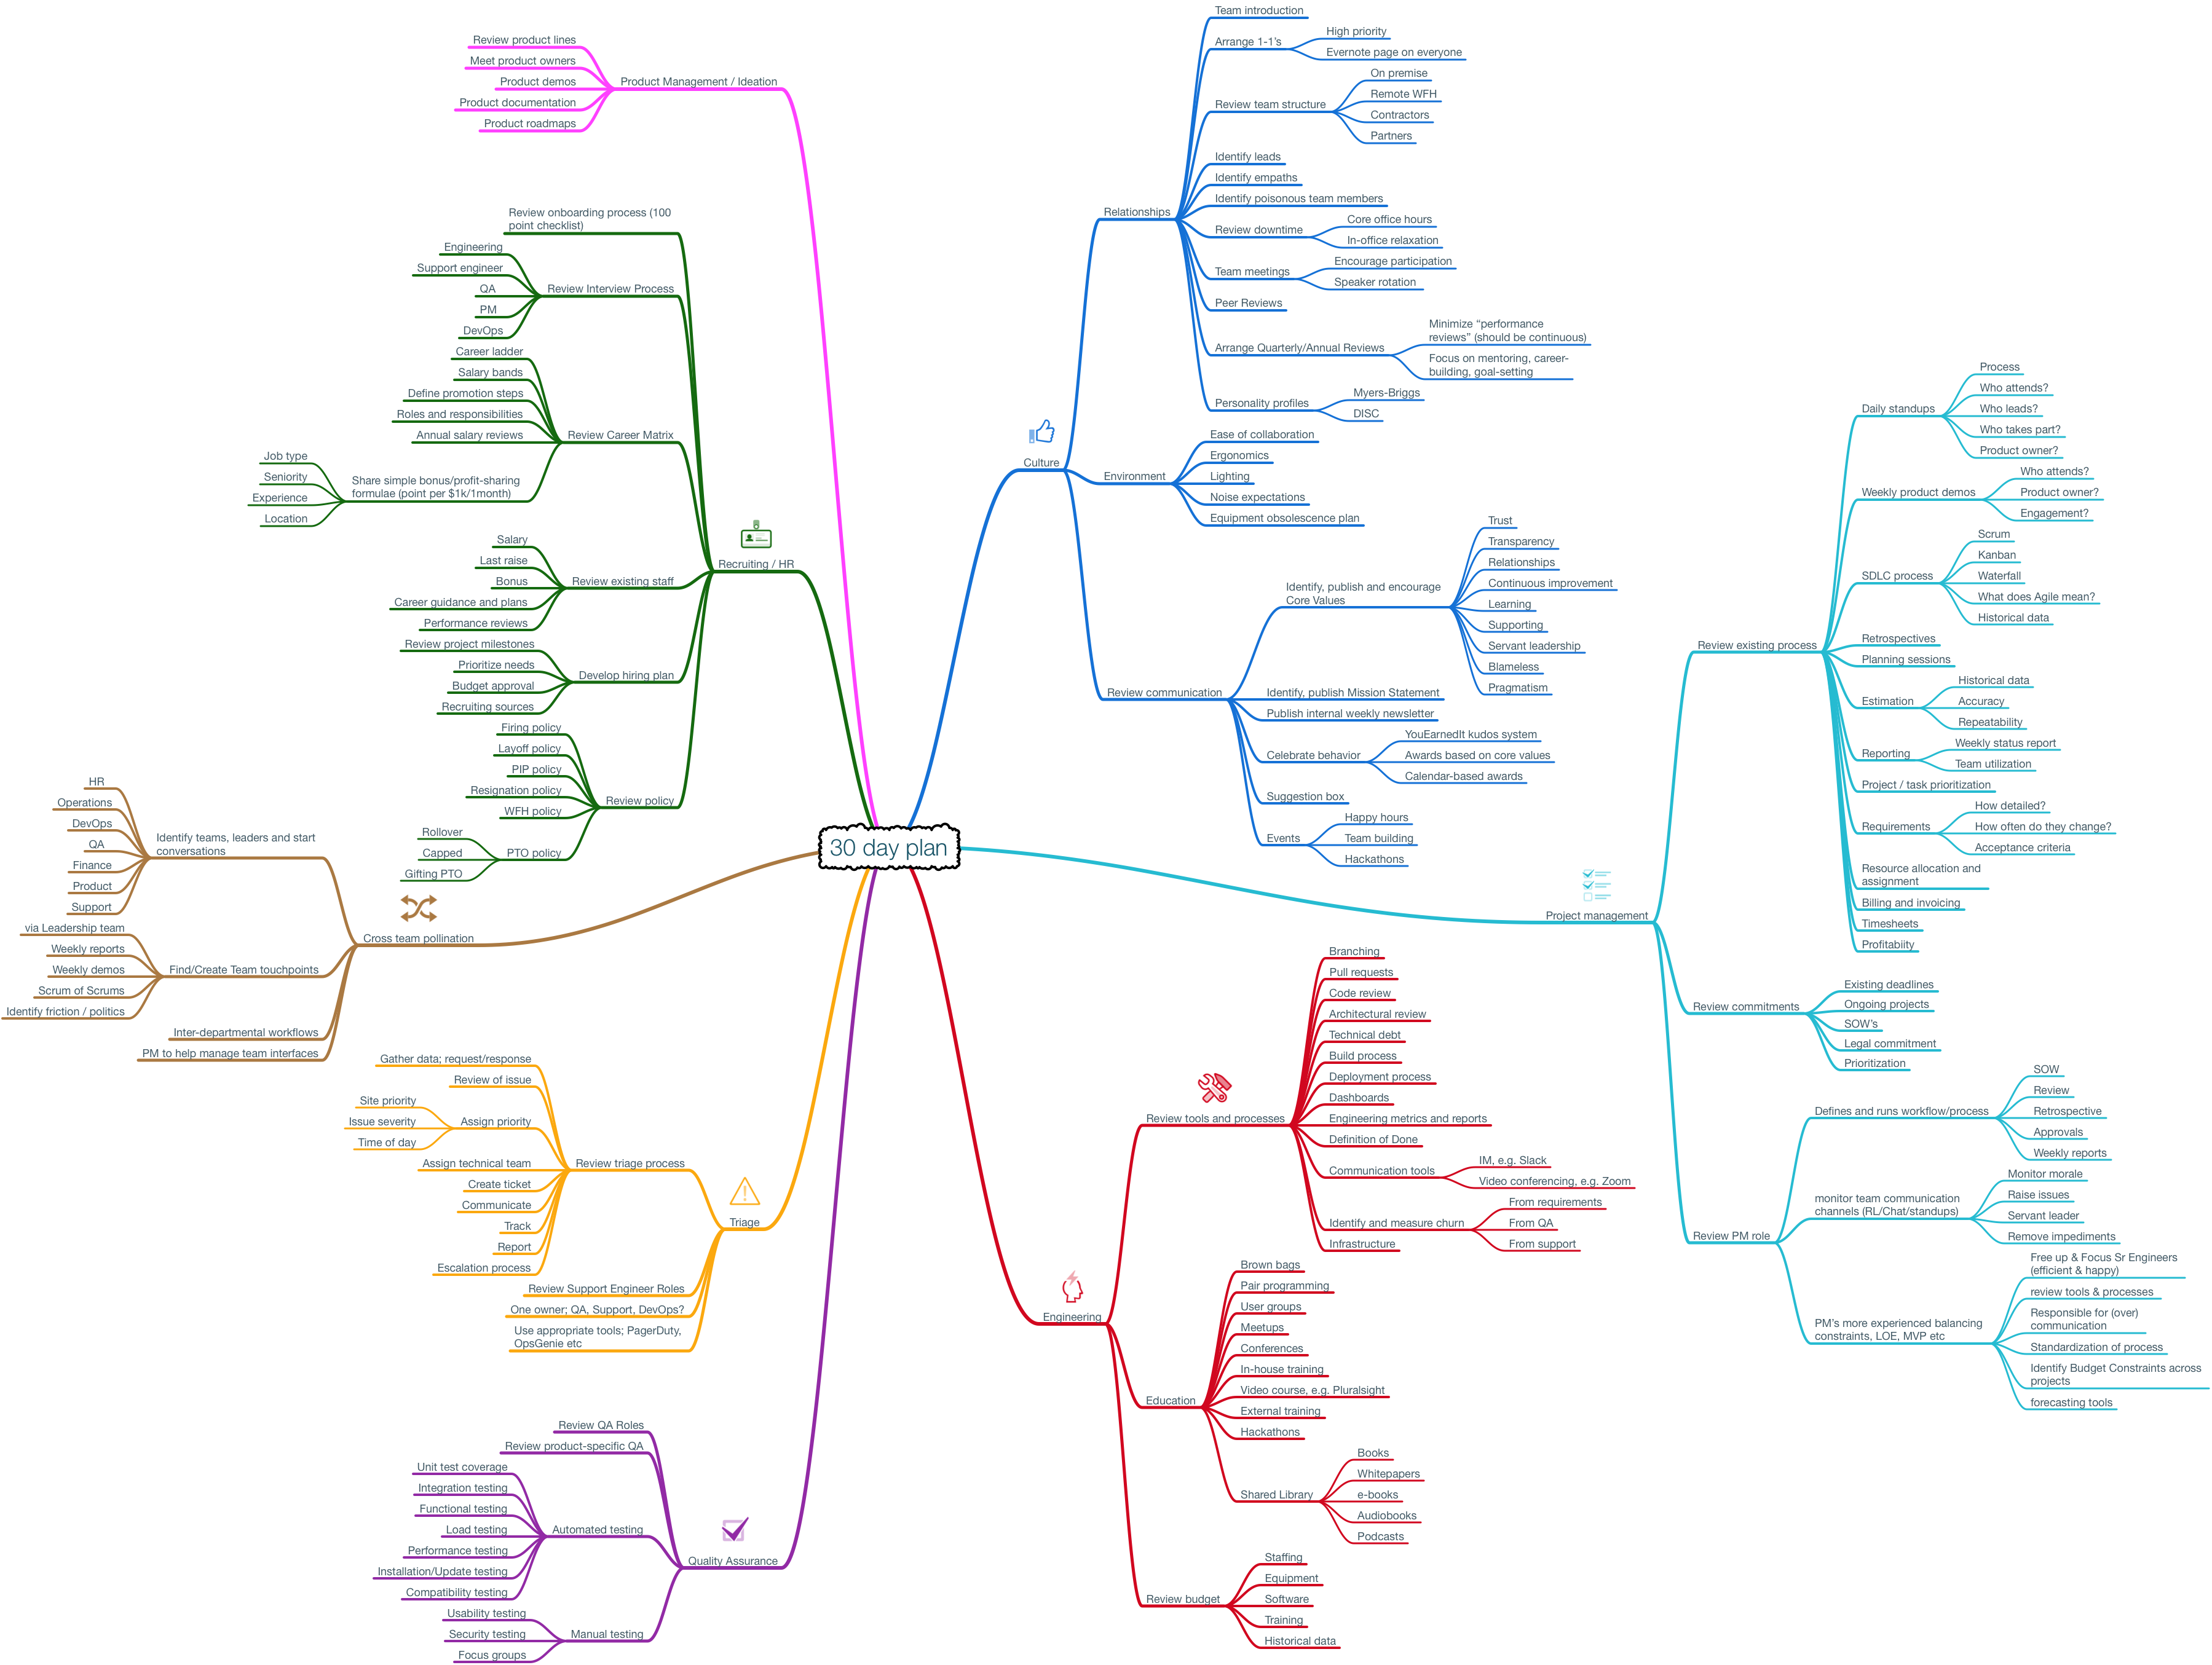 30 day plan
Product Management / Ideation
Review product lines
Meet product owners
Product demos
Product documentation
Product roadmaps
Recruiting / HR
Review onboarding process (100
point checklist)
Review Interview Process
Engineering
Support engineer
QA
PM
DevOps
Review Career Matrix
Career ladder
Salary bands
Define promotion steps
Roles and responsibilities
Annual salary reviews
Share simple bonus/profit-sharing
formulae (point per $1k/1month)
Job type
Seniority
Experience
Location
Review existing staff
Salary
Last raise
Bonus
Career guidance and plans
Performance reviews
Develop hiring plan
Review project milestones
Prioritize needs
Budget approval
Recruiting sources
Review policy
Firing policy
Layoff policy
PIP policy
Resignation policy
WFH policy
PTO policy
Rollover
Capped
Gifting PTO
Cross team pollination
Identify teams, leaders and start
conversations
HR
Operations
DevOps
QA
Finance
Product
Support
Find/Create Team touchpoints
via Leadership team
Weekly reports
Weekly demos
Scrum of Scrums
Identify friction / politics
Inter-departmental workflows
PM to help manage team interfaces
Triage
Review triage process
Gather data; request/response
Review of issue
Assign priority
Site priority
Issue severity
Time of day
Assign technical team
Create ticket
Communicate
Track
Report
Escalation process
Review Support Engineer Roles
One owner; QA, Support, DevOps?
Use appropriate tools; PagerDuty,
OpsGenie etc
Quality Assurance
Review QA Roles
Review product-specific QA
Automated testing
Unit test coverage
Integration testing
Functional testing
Load testing
Performance testing
Installation/Update testing
Compatibility testing
Manual testing
Usability testing
Security testing
Focus groups
Culture
Relationships
Team introduction
Arrange 1-1's
High priority
Evernote page on everyone
Review team structure
On premise
Remote WFH
Contractors
Partners
Identify leads
Identify empaths
Identify poisonous team members
Review downtime
Core office hours
In-office relaxation
Team meetings
Encourage participation
Speaker rotation
Peer Reviews
Arrange Quarterly/Annual Reviews
Minimize “performance
reviews” (should be continuous)
Focus on mentoring, career-
building, goal-setting
Personality profiles
Myers-Briggs
DISC
Environment
Ease of collaboration
Ergonomics
Lighting
Noise expectations
Equipment obsolescence plan
Review communication
Identify, publish and encourage
Core Values
Trust
Transparency
Relationships
Continuous improvement
Learning
Supporting
Servant leadership
Blameless
Pragmatism
Identify, publish Mission Statement
Publish internal weekly newsletter
Celebrate behavior
YouEarnedIt kudos system
Awards based on core values
Calendar-based awards
Suggestion box
Events
Happy hours
Team building
Hackathons
Project management
Review existing process
Daily standups
Process
Who attends?
Who leads?
Who takes part?
Product owner?
Weekly product demos
Who attends?
Product owner?
Engagement?
SDLC process
Scrum
Kanban
Waterfall
What does Agile mean?
Historical data
Retrospectives
Planning sessions
Estimation
Historical data
Accuracy
Repeatability
Reporting
Weekly status report
Team utilization
Project / task prioritization
Requirements
How detailed?
How often do they change?
Acceptance criteria
Resource allocation and
assignment
Billing and invoicing
Timesheets
Profitabiity
Review commitments
Existing deadlines
Ongoing projects
SOW's
Legal commitment
Prioritization
Review PM role
Defines and runs workflow/process
SOW
Review
Retrospective
Approvals
Weekly reports
monitor team communication
channels (RL/Chat/standups)
Monitor morale
Raise issues
Servant leader
Remove impediments
PM's more experienced balancing
constraints, LOE, MVP etc
Free up & Focus Sr Engineers
(efficient & happy)
review tools & processes
Responsible for (over)
communication
Standardization of process
Identify Budget Constraints across
projects
forecasting tools
Engineering
Review tools and processes
Branching
Pull requests
Code review
Architectural review
Technical debt
Build process
Deployment process
Dashboards
Engineering metrics and reports
Definition of Done
Communication tools
IM, e.g. Slack
Video conferencing, e.g. Zoom
Identify and measure churn
From requirements
From QA
From support
Infrastructure
Education
Brown bags
Pair programming
User groups
Meetups
Conferences
In-house training
Video course, e.g. Pluralsight
External training
Hackathons
Shared Library
Books
Whitepapers
e-books
Audiobooks
Podcasts
Review budget
Staffing
Equipment
Software
Training
Historical data